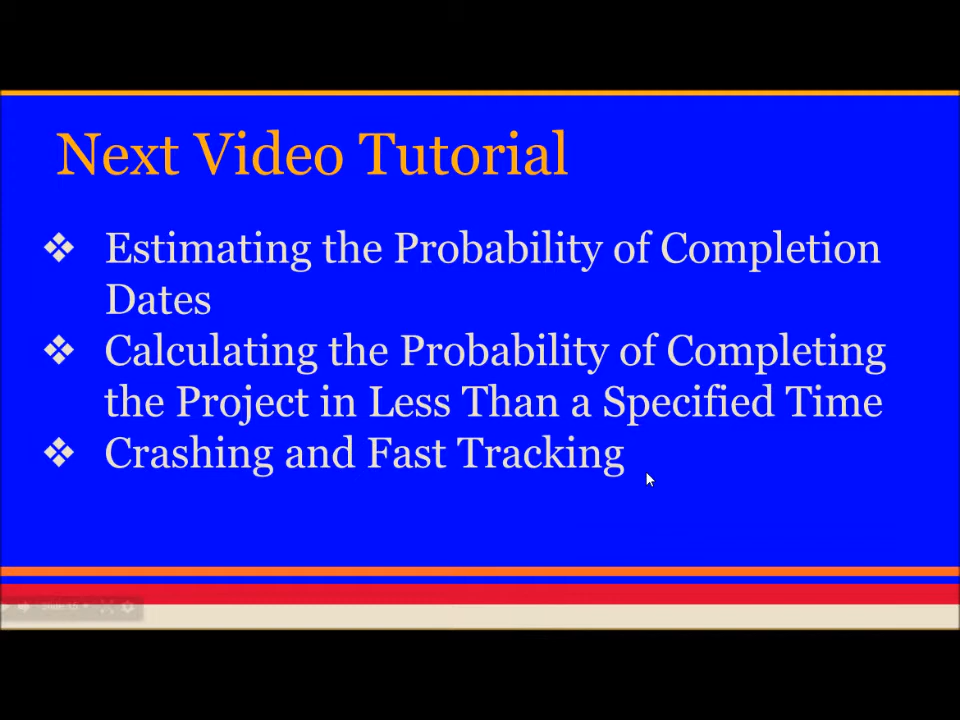 Next Video Tutorial
❖ Estimating the Probability of Completion
Dates
❖ Calculating the Probability of Completing
the Project in Less Than a Specified Time
❖ Crashing and Fast Tracking